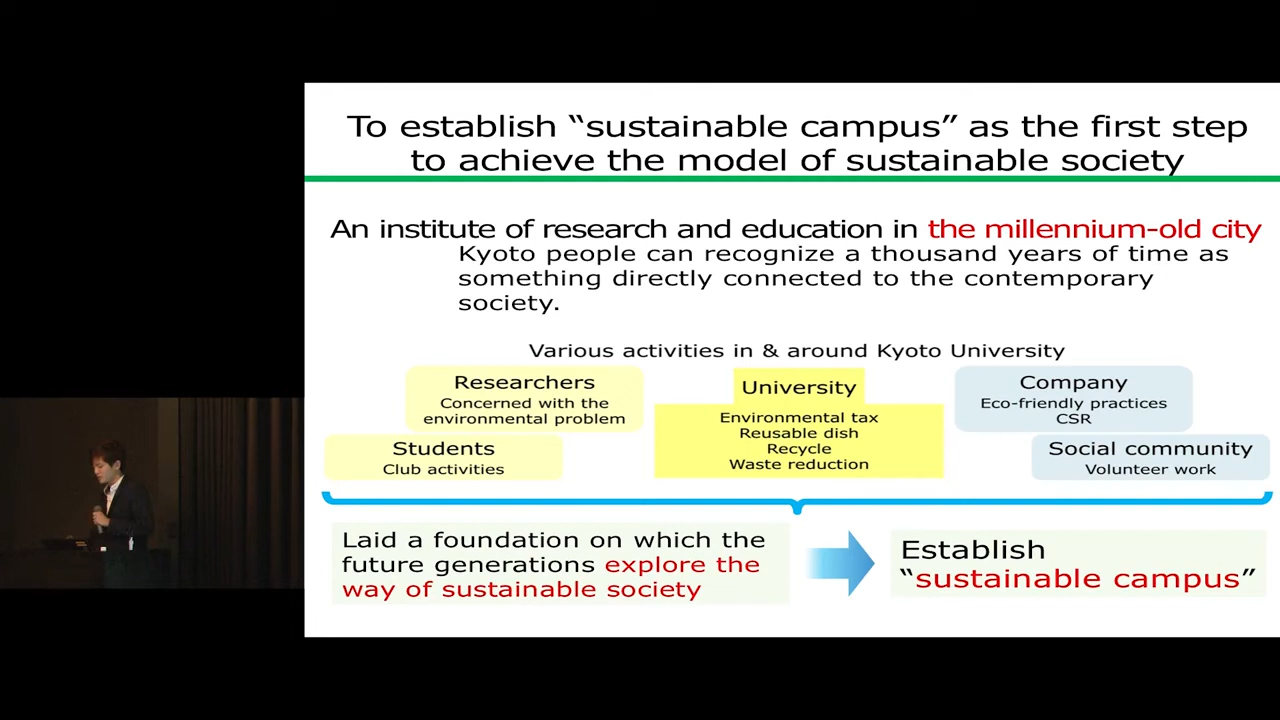 To establish “sustainable campus” as the first step
to achieve the model of sustainable society
An institute of research and education in the millennium-old city
Kyoto people can recognize a thousand years of time as
something directly connected to the contemporary
society.
Various activities in & around Kyoto University
Researchers
Concerned with the
environmental problem
Students
Club activities
University
Environmental tax
Reusable dish
Recycle
Waste reduction
Company
Eco-friendly practices
CSR
Social community
Volunteer work
Laid a foundation on which the
future generations explore the
way of sustainable society
Establish
“sustainable campus”